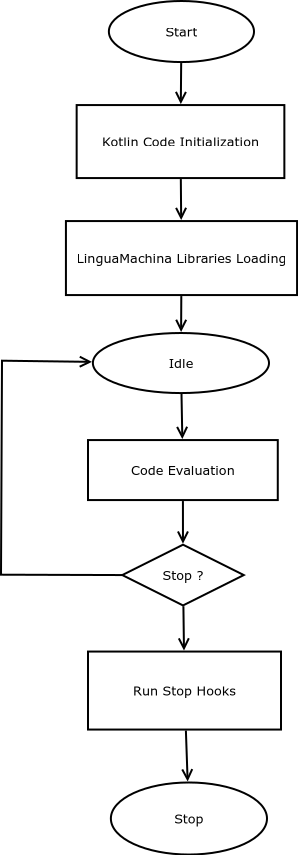 Start
Kotlin Code Initialization
LinguaMachina Libraries Loading
Idle
Code Evaluation
Stop ?
Run Stop Hooks
Stop